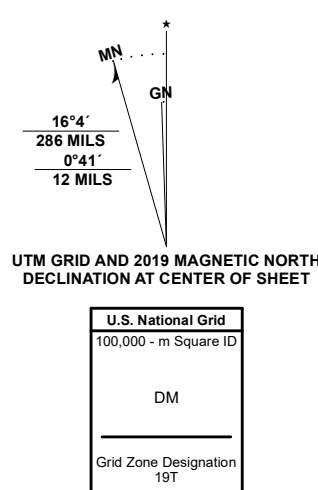 ★
MN
GN
16°4´
286 MILS
0°41´
12 MILS
UTM GRID AND 2019 MAGNETIC NORTH
DECLINATION AT CENTER OF SHEET
U.S. National Grid
100,000 - m Square ID
DM
Grid Zone Designation
19T